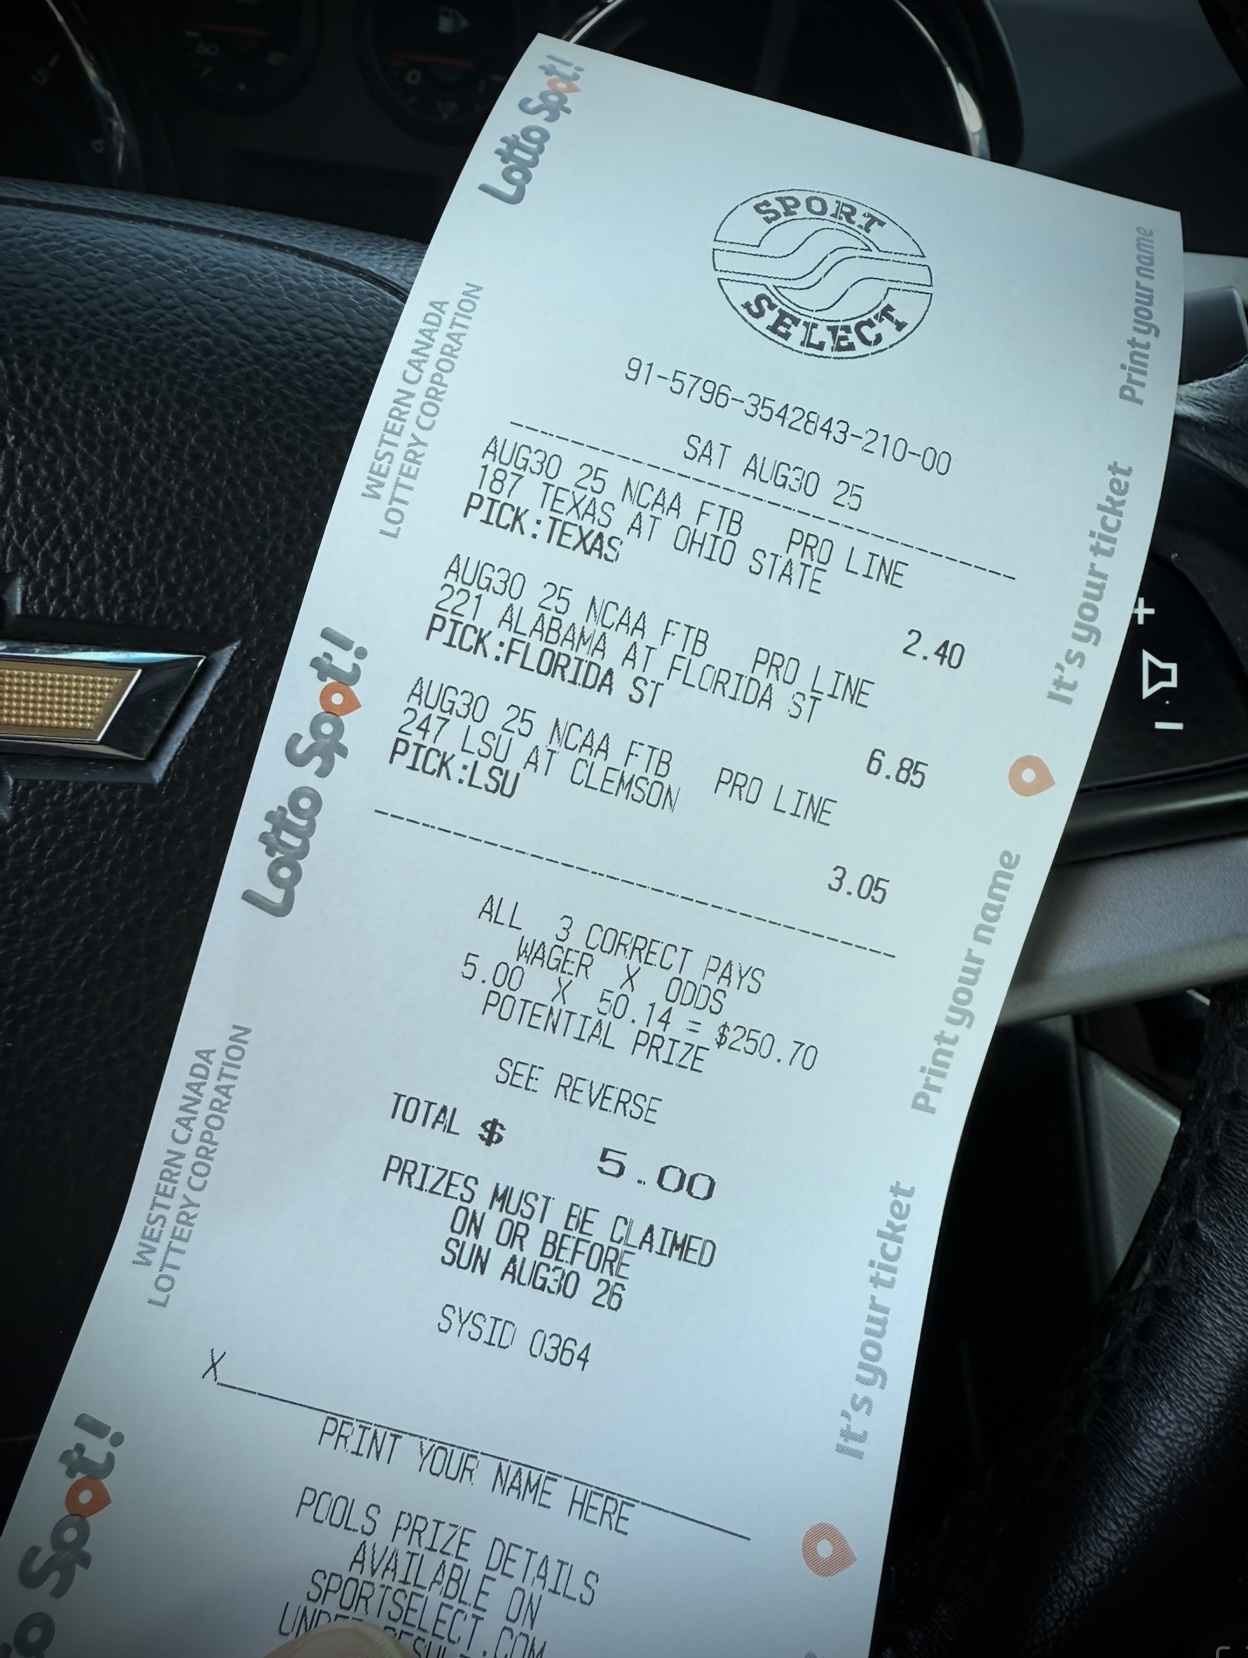 Lotto Spot!
SPORT
SELECT
91-5796-3542843-210-00
SAT AUG30 25
AUG30 25 NCAA FTB PRO LINE
187 TEXAS AT OHIO STATE
PICK:TEXAS
2.40
AUG30 25 NCAA FTB PRO LINE
221 ALABAMA AT FLORIDA ST
PICK:FLORIDA ST
6.85
AUG30 25 NCAA FTB PRO LINE
247 LSU AT CLEMSON
PICK:LSU
3.05
ALL 3 CORRECT PAYS
WAGER X ODDS
5.00 X 50.14 = $250.70
POTENTIAL PRIZE
SEE REVERSE
TOTAL $ 5.00
PRIZES MUST BE CLAIMED
ON OR BEFORE
SUN AUG30 26
SYSID 0364
X
PRINT YOUR NAME HERE
POOLS PRIZE DETAILS
AVAILABLE ON
SPORTSELECT.COM
WESTERN CANADA
LOTTERY CORPORATION
Lotto Spot!
WESTERN CANADA
LOTTERY CORPORATION
Spot!
Print your name
It's your ticket
Print your name
It's your ticket